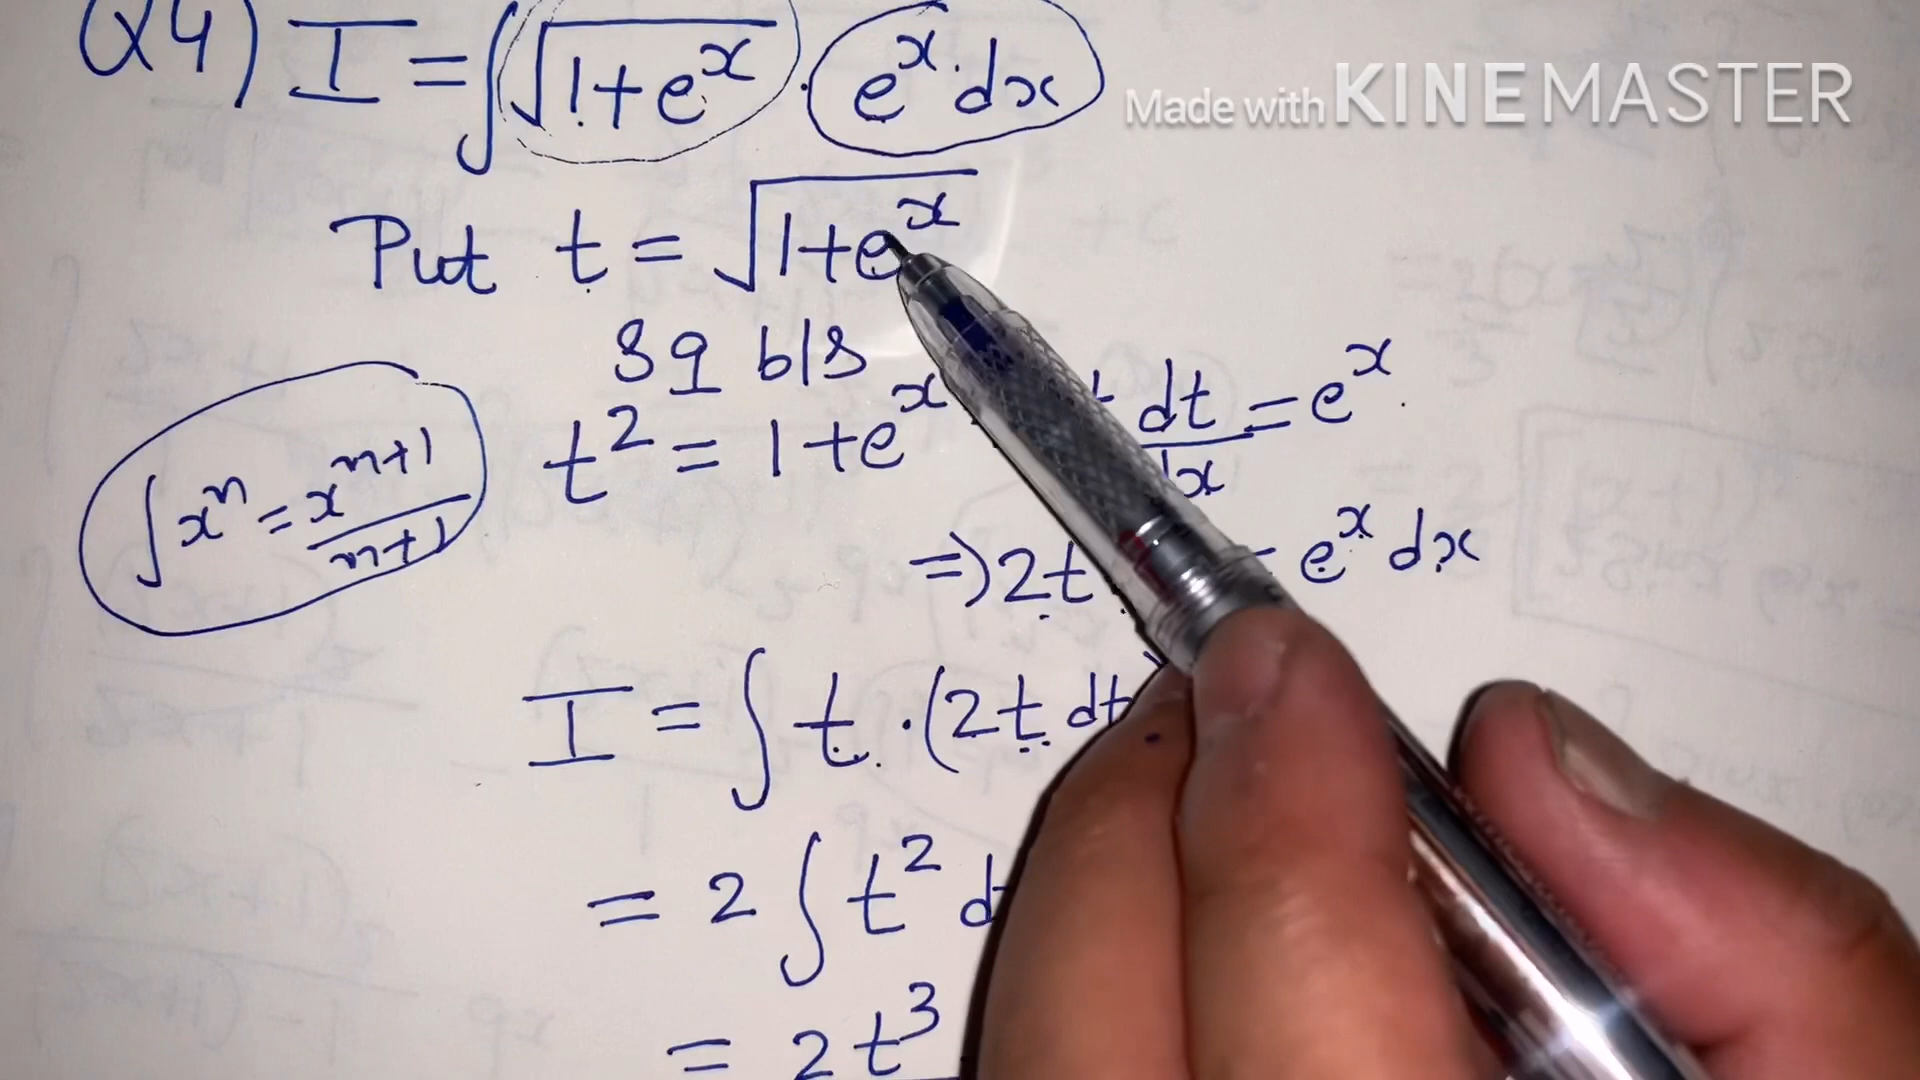 Q4) I = ∫ √1+e^x · e^x · dx
Made with KINEMASTER
Put t = √1+e^x
sq b/s
t² = 1+e^x dt = e^x
∫x^n = x^(n+1)/(n+1)
⇒) 2t = e^x dx
I = ∫ t · (2t dt
= 2 ∫ t²
= 2t³